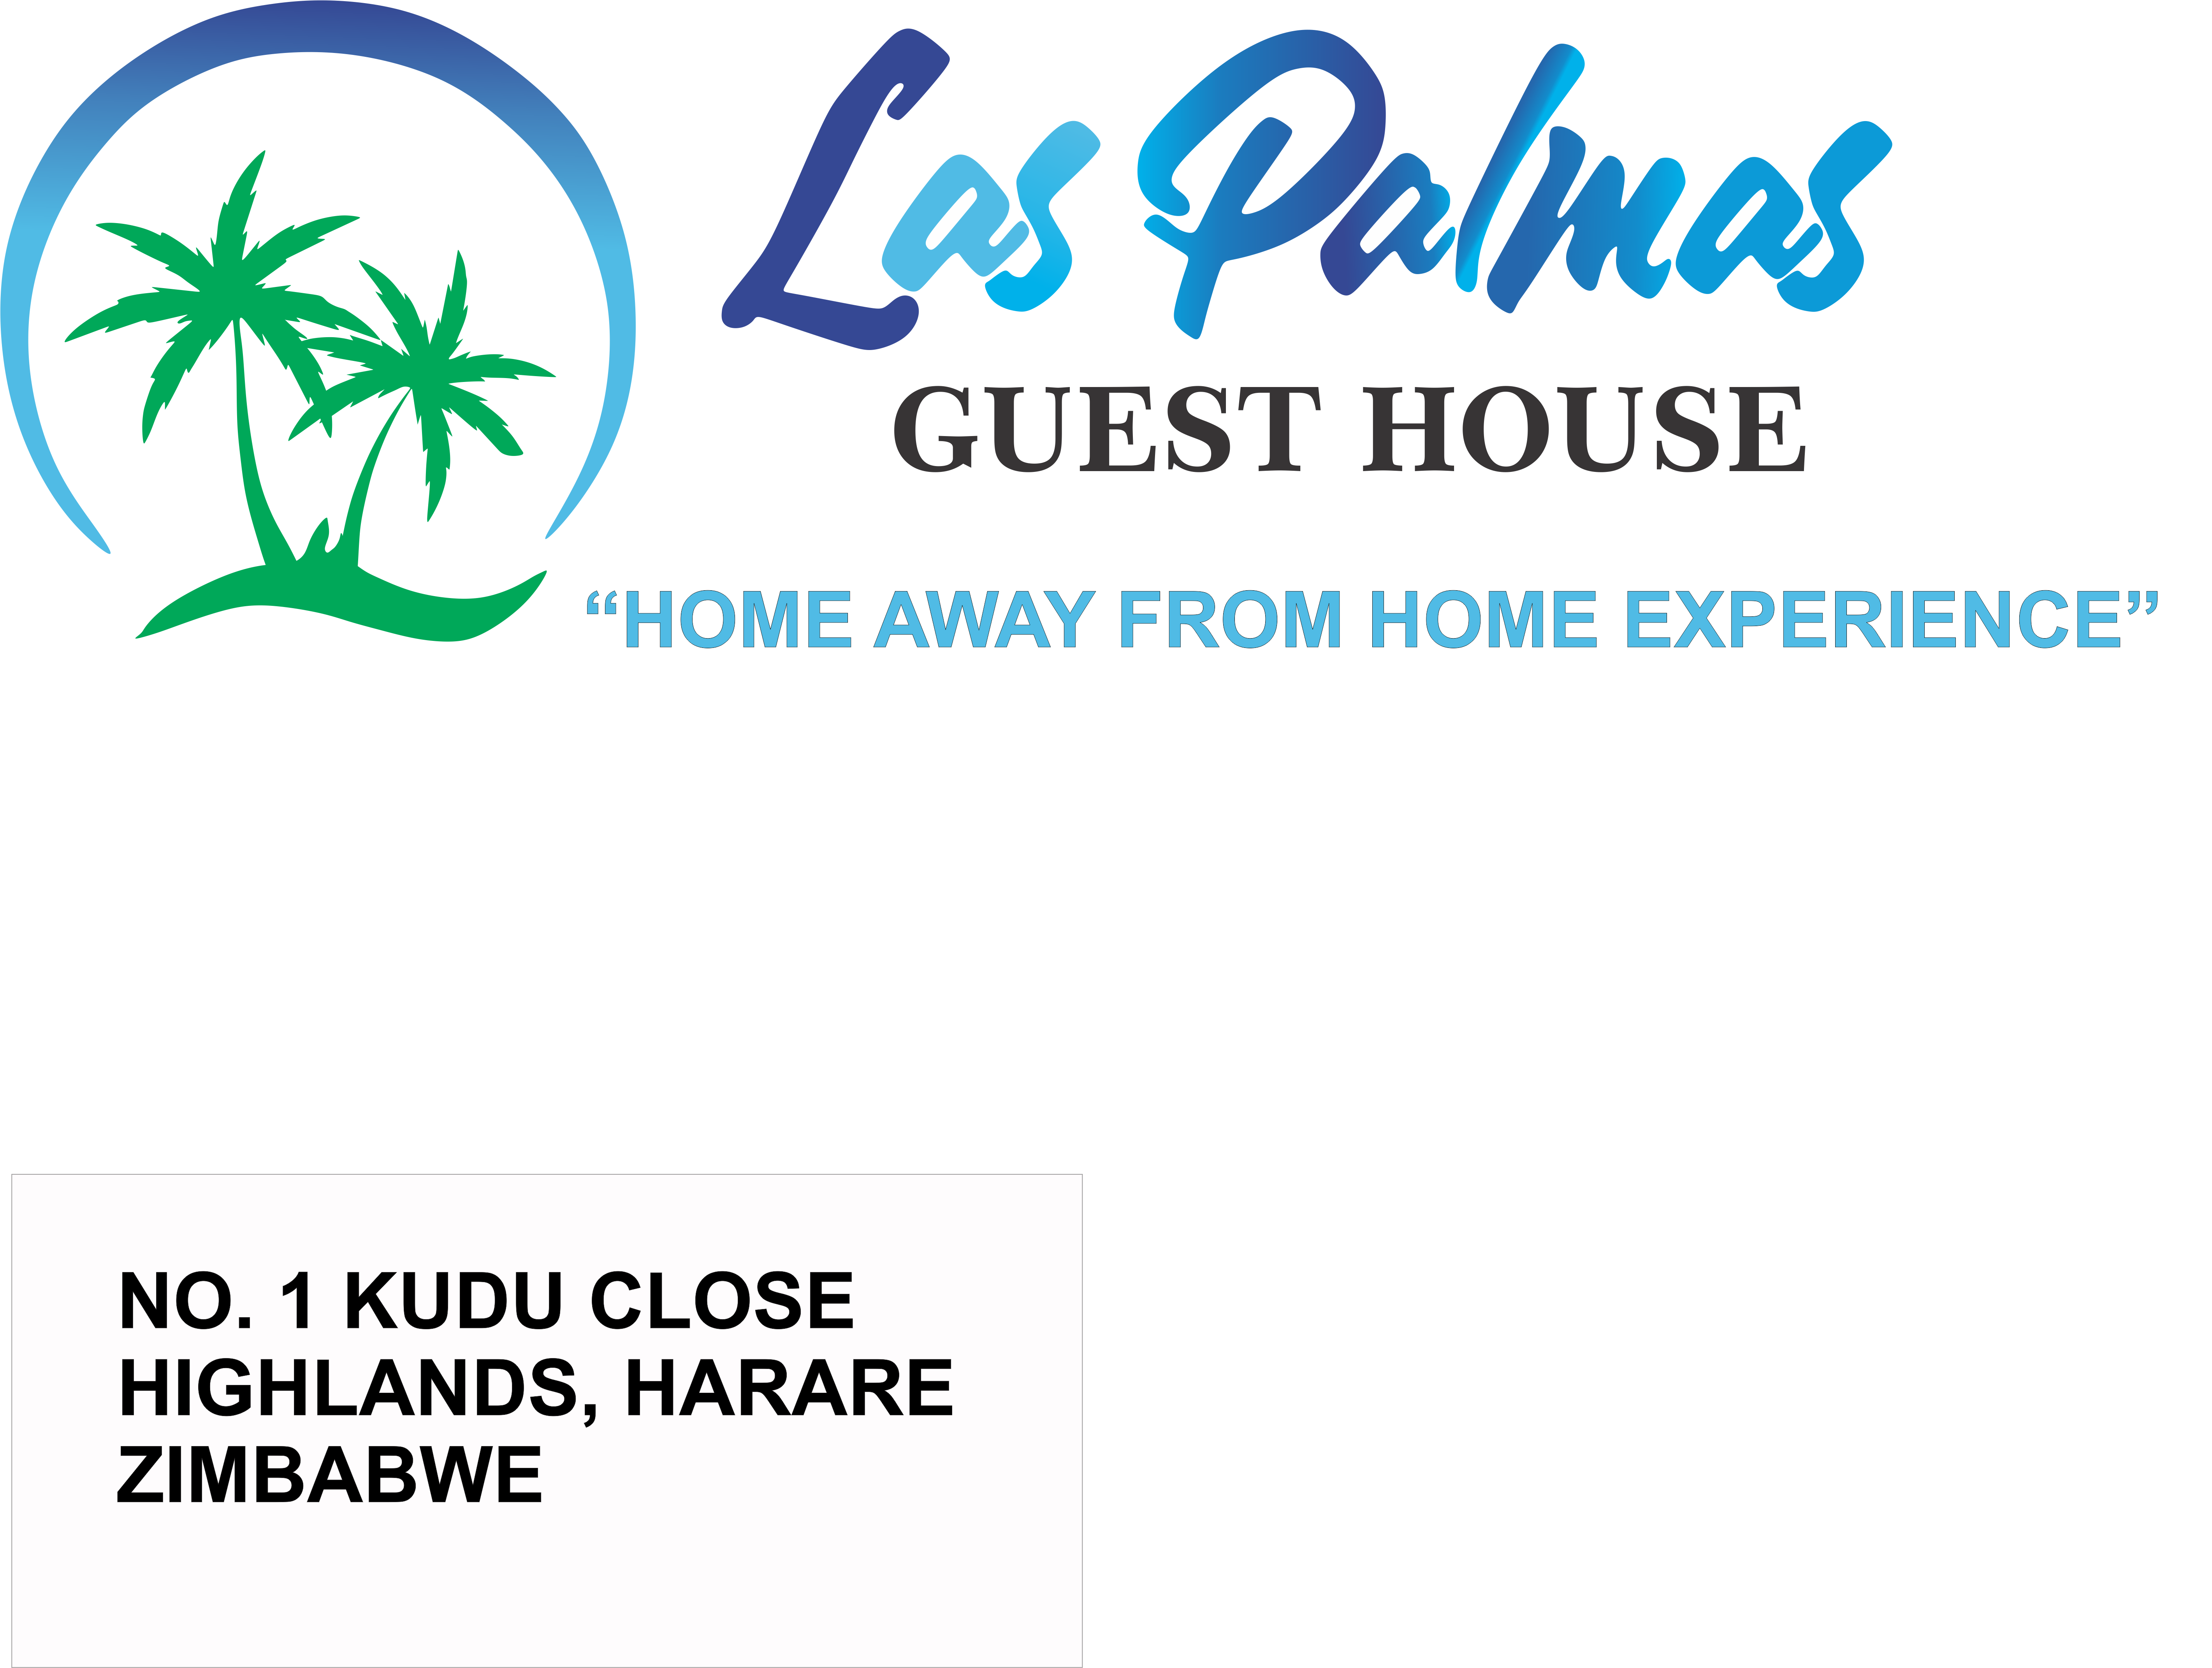 Las Palmas
GUEST HOUSE
“HOME AWAY FROM HOME EXPERIENCE”
NO. 1 KUDU CLOSE
HIGHLANDS, HARARE
ZIMBABWE